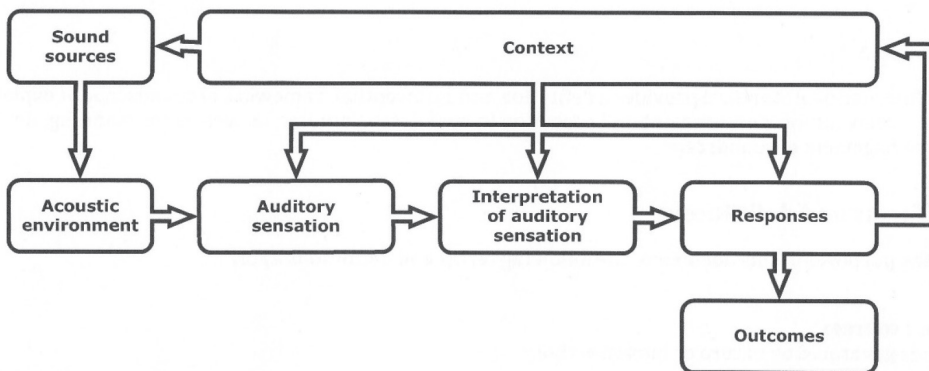 Sound
sources
Context
Acoustic
environment
Auditory
sensation
Interpretation
of auditory
sensation
Responses
Outcomes